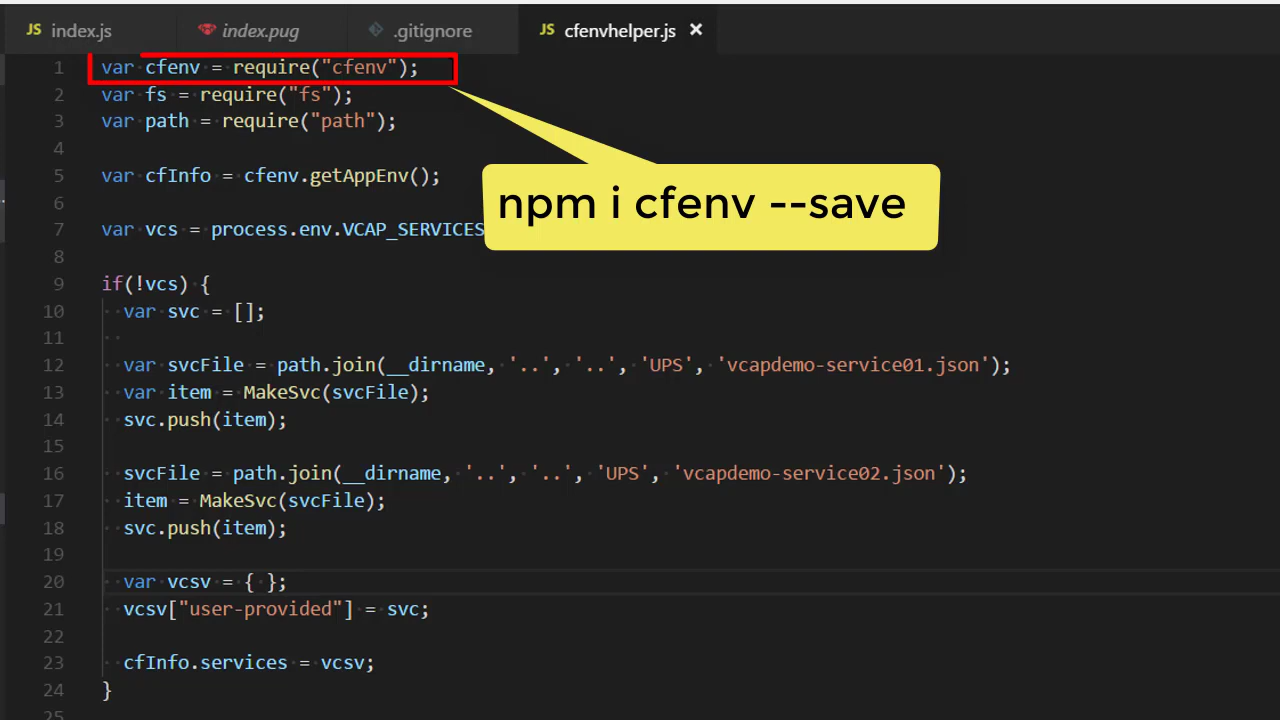 JS index.js index.pug .gitignore JS cfenvhelper.js ×
1 var cfenv = require("cfenv");
2 var fs = require("fs");
3 var path = require("path");
4
5 var cfInfo = cfenv.getAppEnv();
6
npm i cfenv --save
7 var vcs = process.env.VCAP_SERVICES
8
9 if(!vcs) {
10 var svc = [];
11
12 var svcFile = path.join(__dirname, '..', '..', 'UPS', 'vcapdemo-service01.json');
13 var item = MakeSvc(svcFile);
14 svc.push(item);
15
16 svcFile = path.join(__dirname, '..', '..', 'UPS', 'vcapdemo-service02.json');
17 item = MakeSvc(svcFile);
18 svc.push(item);
19
20 var vcsv = { };
21 vcsv["user-provided"] = svc;
22
23 cfInfo.services = vcsv;
24 }
25